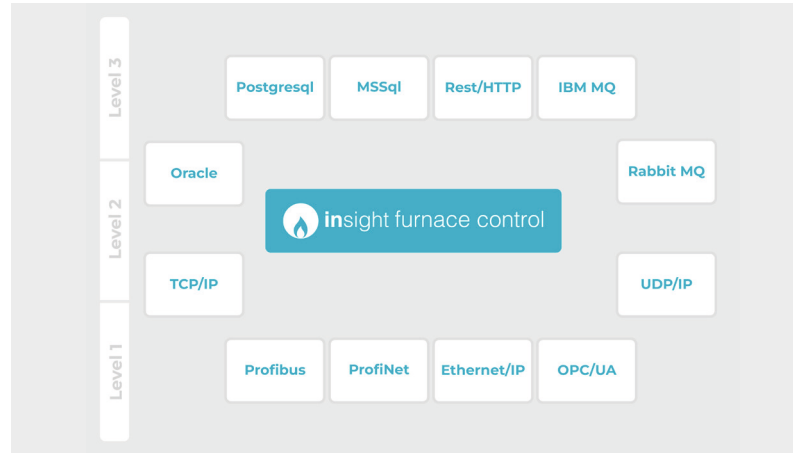 Level 3
Postgresql
MSSql
Rest/HTTP
IBM MQ
Oracle
Rabbit MQ
Level 2
insight furnace control
TCP/IP
UDP/IP
Level 1
Profibus
ProfiNet
Ethernet/IP
OPC/UA